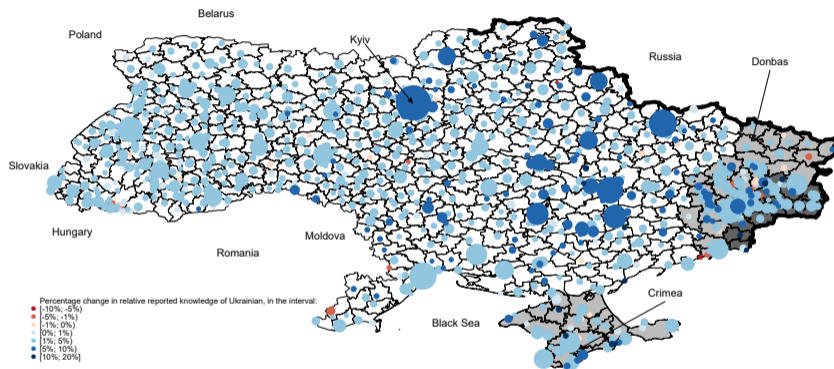 Belarus
Poland
Kyiv
Russia
Donbas
Slovakia
Hungary
Moldova
Romania
Crimea
Black Sea
Percentage change in relative reported knowledge of Ukrainian, in the interval:
[-10%; -5%)
[-5%; -1%)
[-1%; 0%)
[0%; 1%)
[1%; 5%)
[5%; 10%)
[10%; 20%]